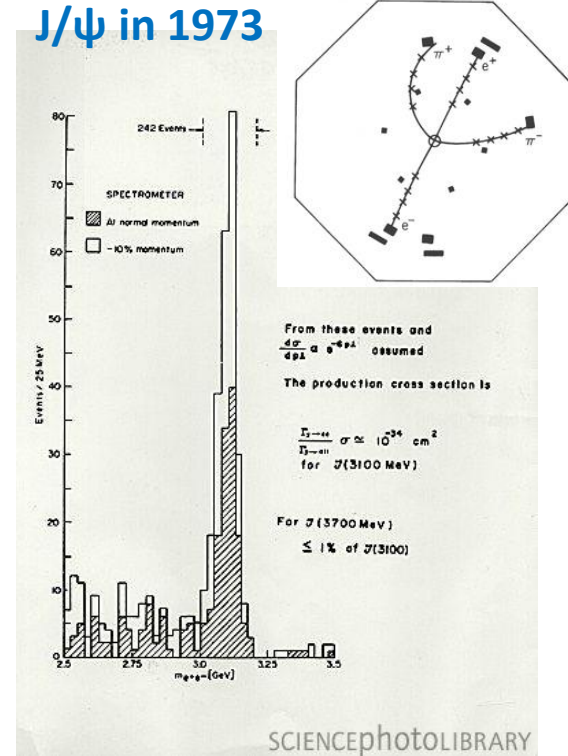 J/ψ in 1973
π+
e+
π-
e-
80
70
60
50
40
30
20
10
0
Events / 25 MeV
242 Events→
←
SPECTROMETER
At normal momentum
-10% momentum
2.5
2.75
3.0
3.25
3.5
m e+e- [GeV]
From these events and
dσ/dp⊥ α e^-6p⊥ assumed
The production cross section is
ΓJ→ee/ΓJ→all σ ≃ 10^-34 cm²
for J(3100 MeV)
For J(3700 MeV)
≤ 1% of J(3100)
SCIENCEphotoLIBRARY